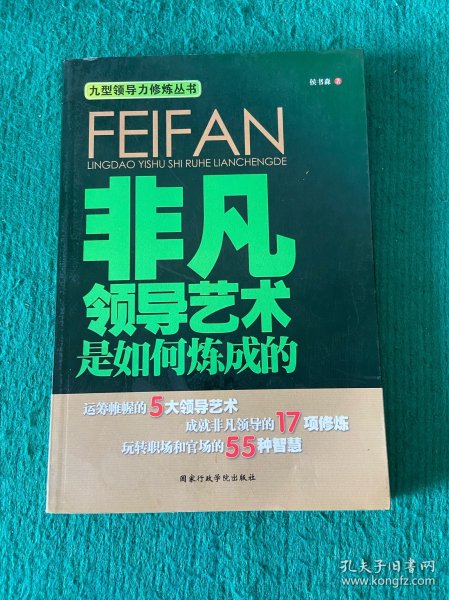 九型领导力修炼丛书
侯书森 著
FEIFAN
LINGDAO YISHU SHI RUHE LIANCHENGDE
非凡
领导艺术
是如何炼成的
运筹帷幄的5大领导艺术
成就非凡领导的17项修炼
玩转职场和官场的55种智慧
国家行政学院出版社
孔夫子旧书网
www.kongfz.com